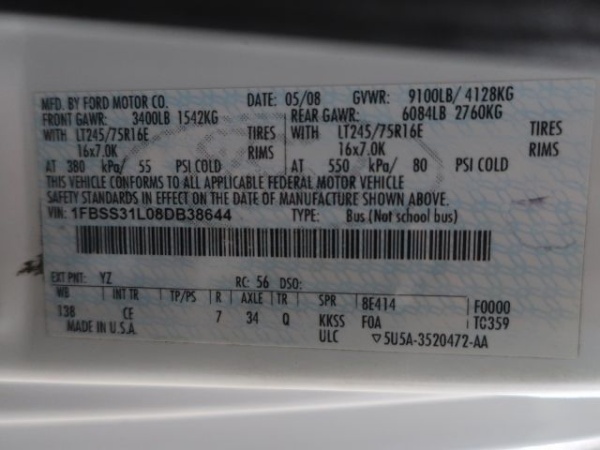 MFD. BY FORD MOTOR CO. DATE: 05/08 GVWR: 9100LB/ 4128KG
FRONT GAWR: 3400LB 1542KG REAR GAWR: 6084LB 2760KG
WITH LT245/75R16E TIRES WITH LT245/75R16E TIRES
16x7.0K RIMS 16x7.0K RIMS
AT 380 kPa/ 55 PSI COLD AT 550 kPa/ 80 PSI COLD
THIS VEHICLE CONFORMS TO ALL APPLICABLE FEDERAL MOTOR VEHICLE
SAFETY STANDARDS IN EFFECT ON THE DATE OF MANUFACTURE SHOWN ABOVE.
VIN: 1FBSS31L08DB38644 TYPE: Bus (Not school bus)
EXT PNT: YZ RC: 56 DSO:
WB INT TR TP/PS R AXLE TR SPR 8E414 F0000
138 CE 7 34 Q KKSS FOA TC359
MADE IN U.S.A. ULC ▽5U5A-3520472-AA